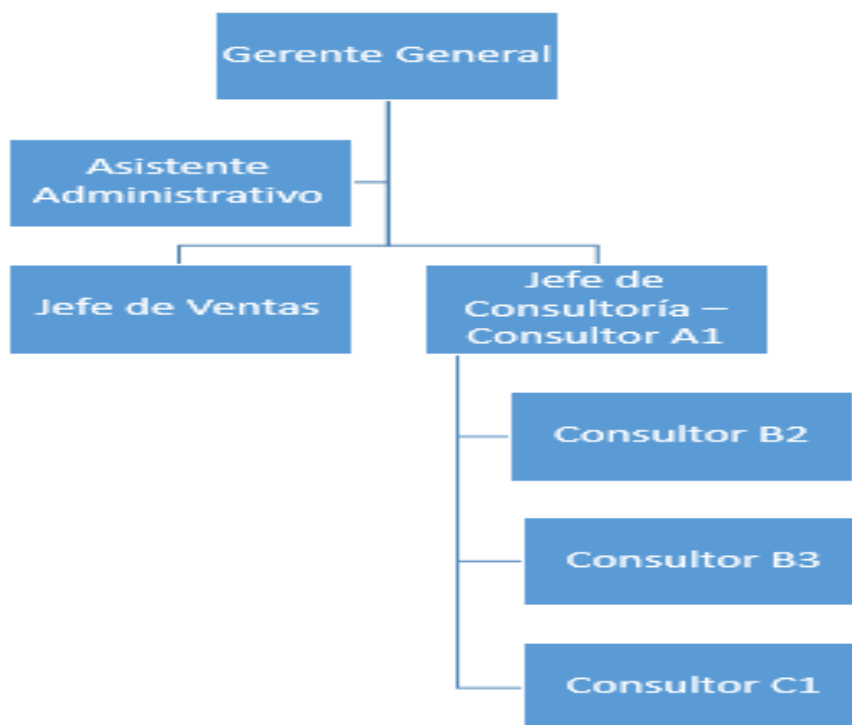 Gerente General
Asistente
Administrativo
Jefe de Ventas
Jefe de
Consultoría –
Consultor A1
Consultor B2
Consultor B3
Consultor C1